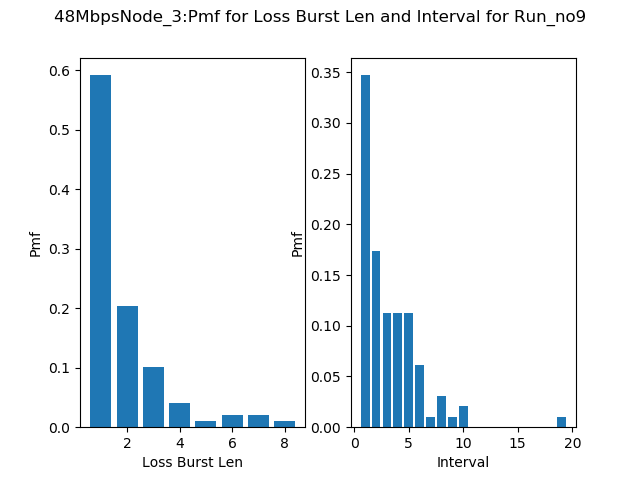 48MbpsNode_3:Pmf for Loss Burst Len and Interval for Run_no9
Pmf
0.6
0.5
0.4
0.3
0.2
0.1
0.0
2 4 6 8
Loss Burst Len
Pmf
0.35
0.30
0.25
0.20
0.15
0.10
0.05
0.00
0 5 10 15 20
Interval